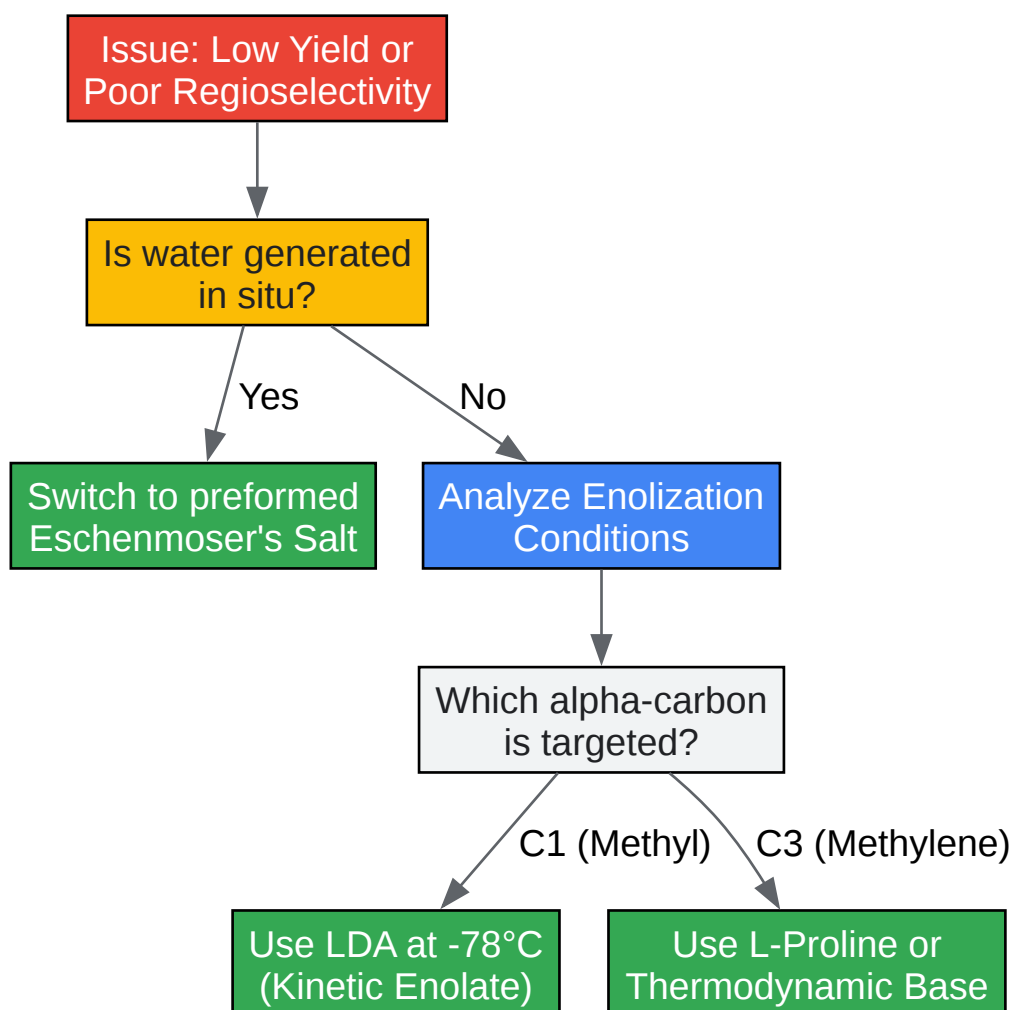 Issue: Low Yield or
Poor Regioselectivity
Is water generated
in situ?
Yes
No
Switch to preformed
Eschenmoser's Salt
Analyze Enolization
Conditions
Which alpha-carbon
is targeted?
C1 (Methyl)
C3 (Methylene)
Use LDA at -78°C
(Kinetic Enolate)
Use L-Proline or
Thermodynamic Base